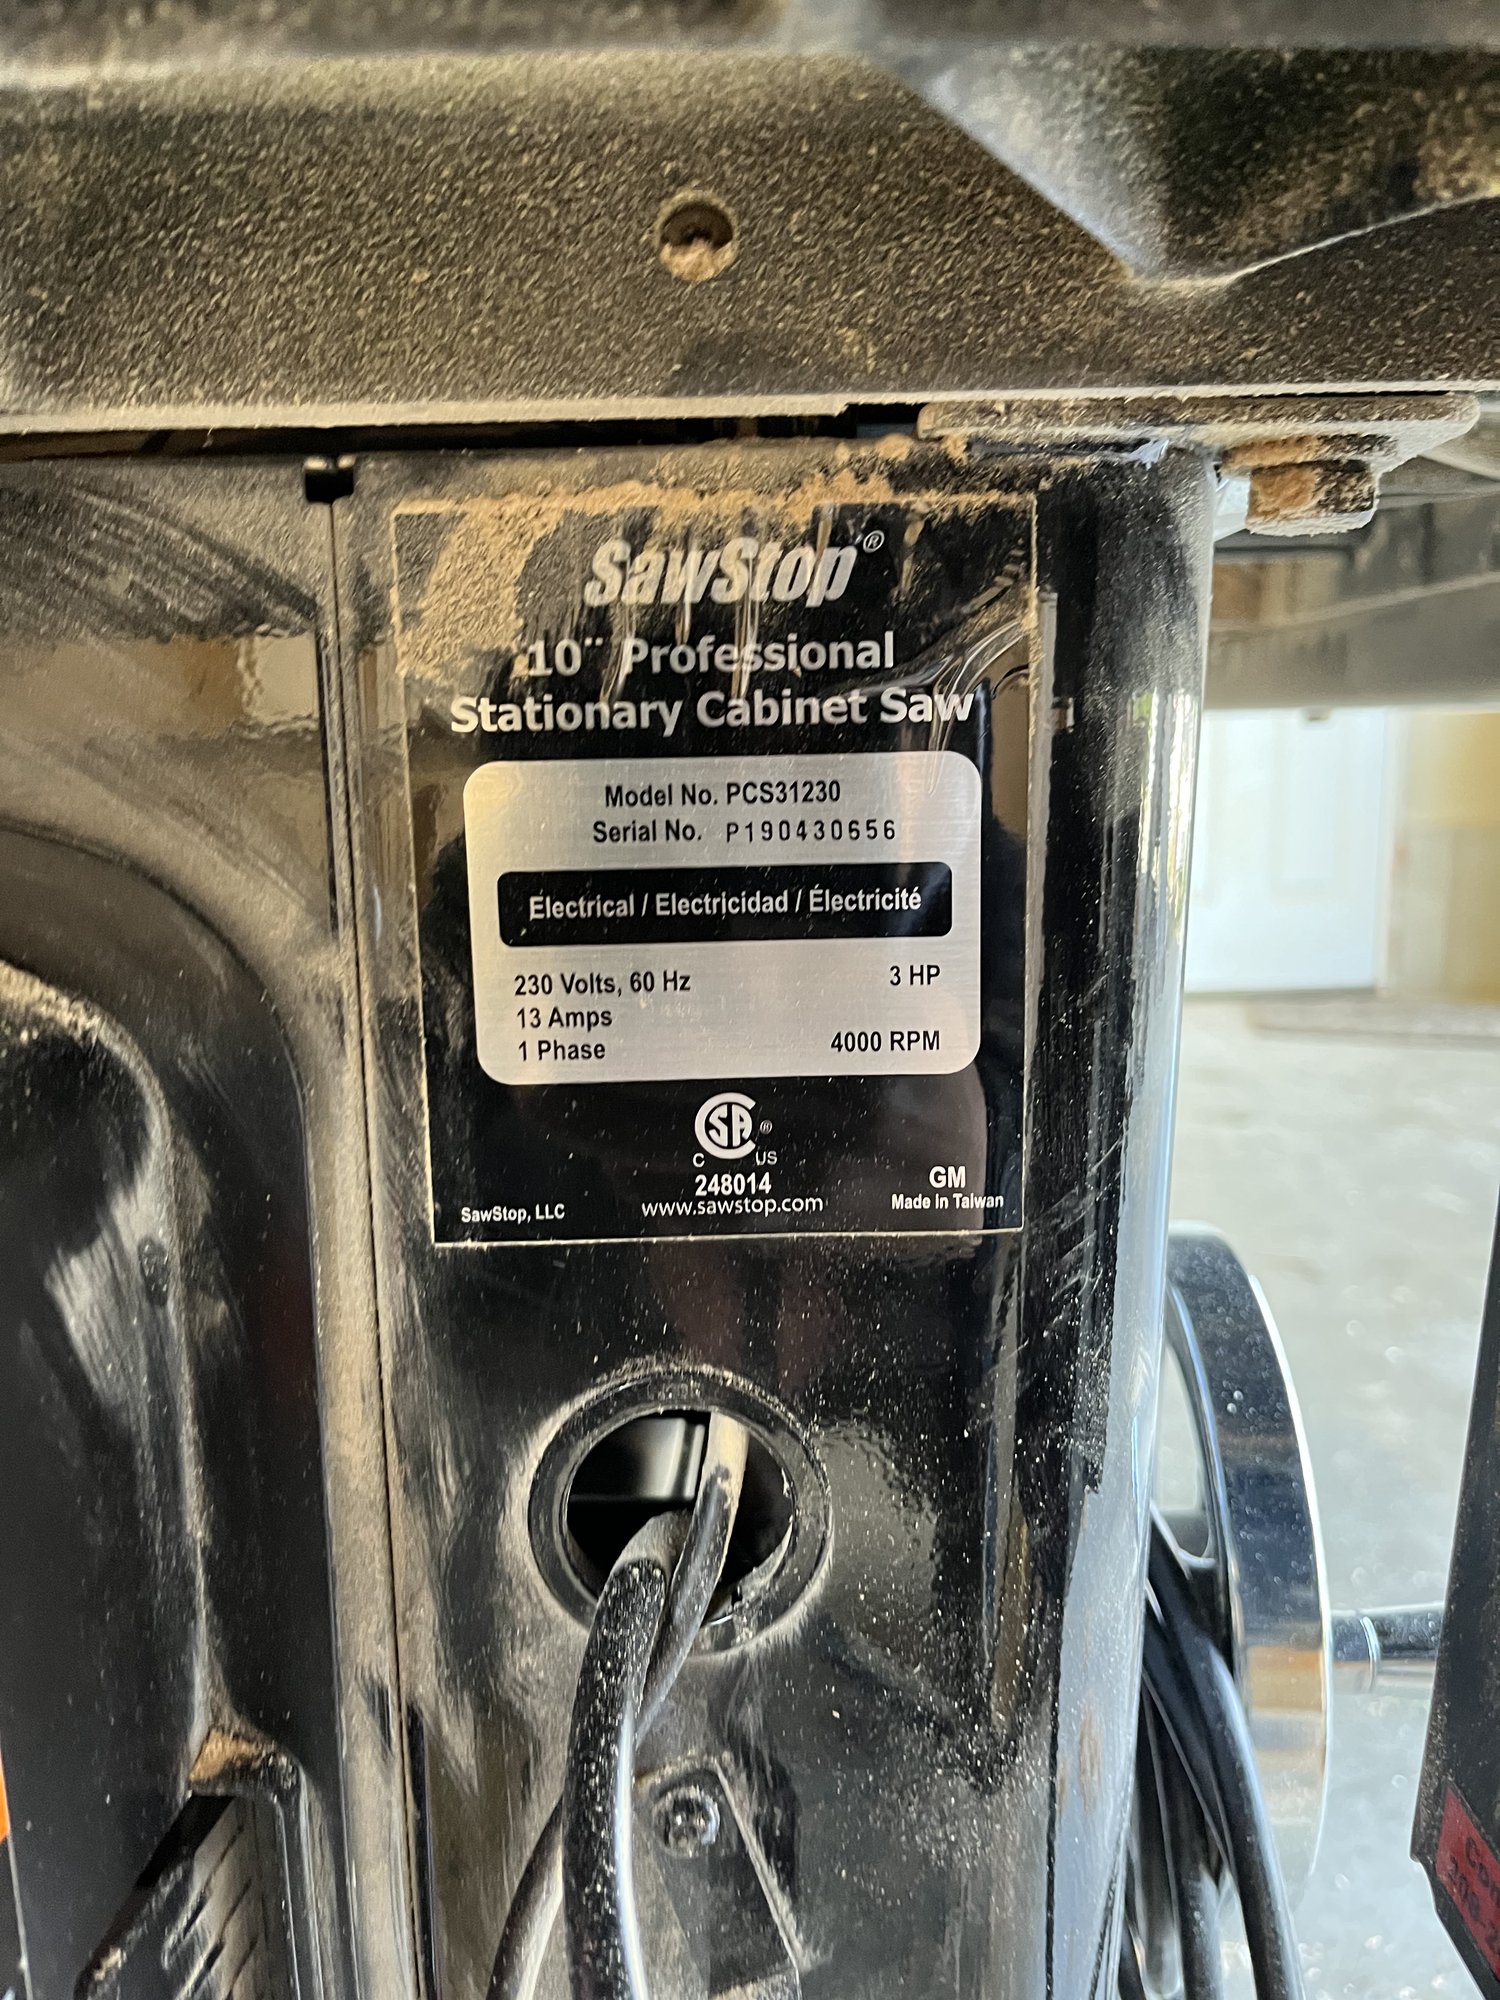 SawStop®
10" Professional
Stationary Cabinet Saw
Model No. PCS31230
Serial No. P190430656
Electrical / Electricidad / Électricité
230 Volts, 60 Hz 3 HP
13 Amps
1 Phase 4000 RPM
CSA®
C US
248014
SawStop, LLC www.sawstop.com GM
Made In Taiwan